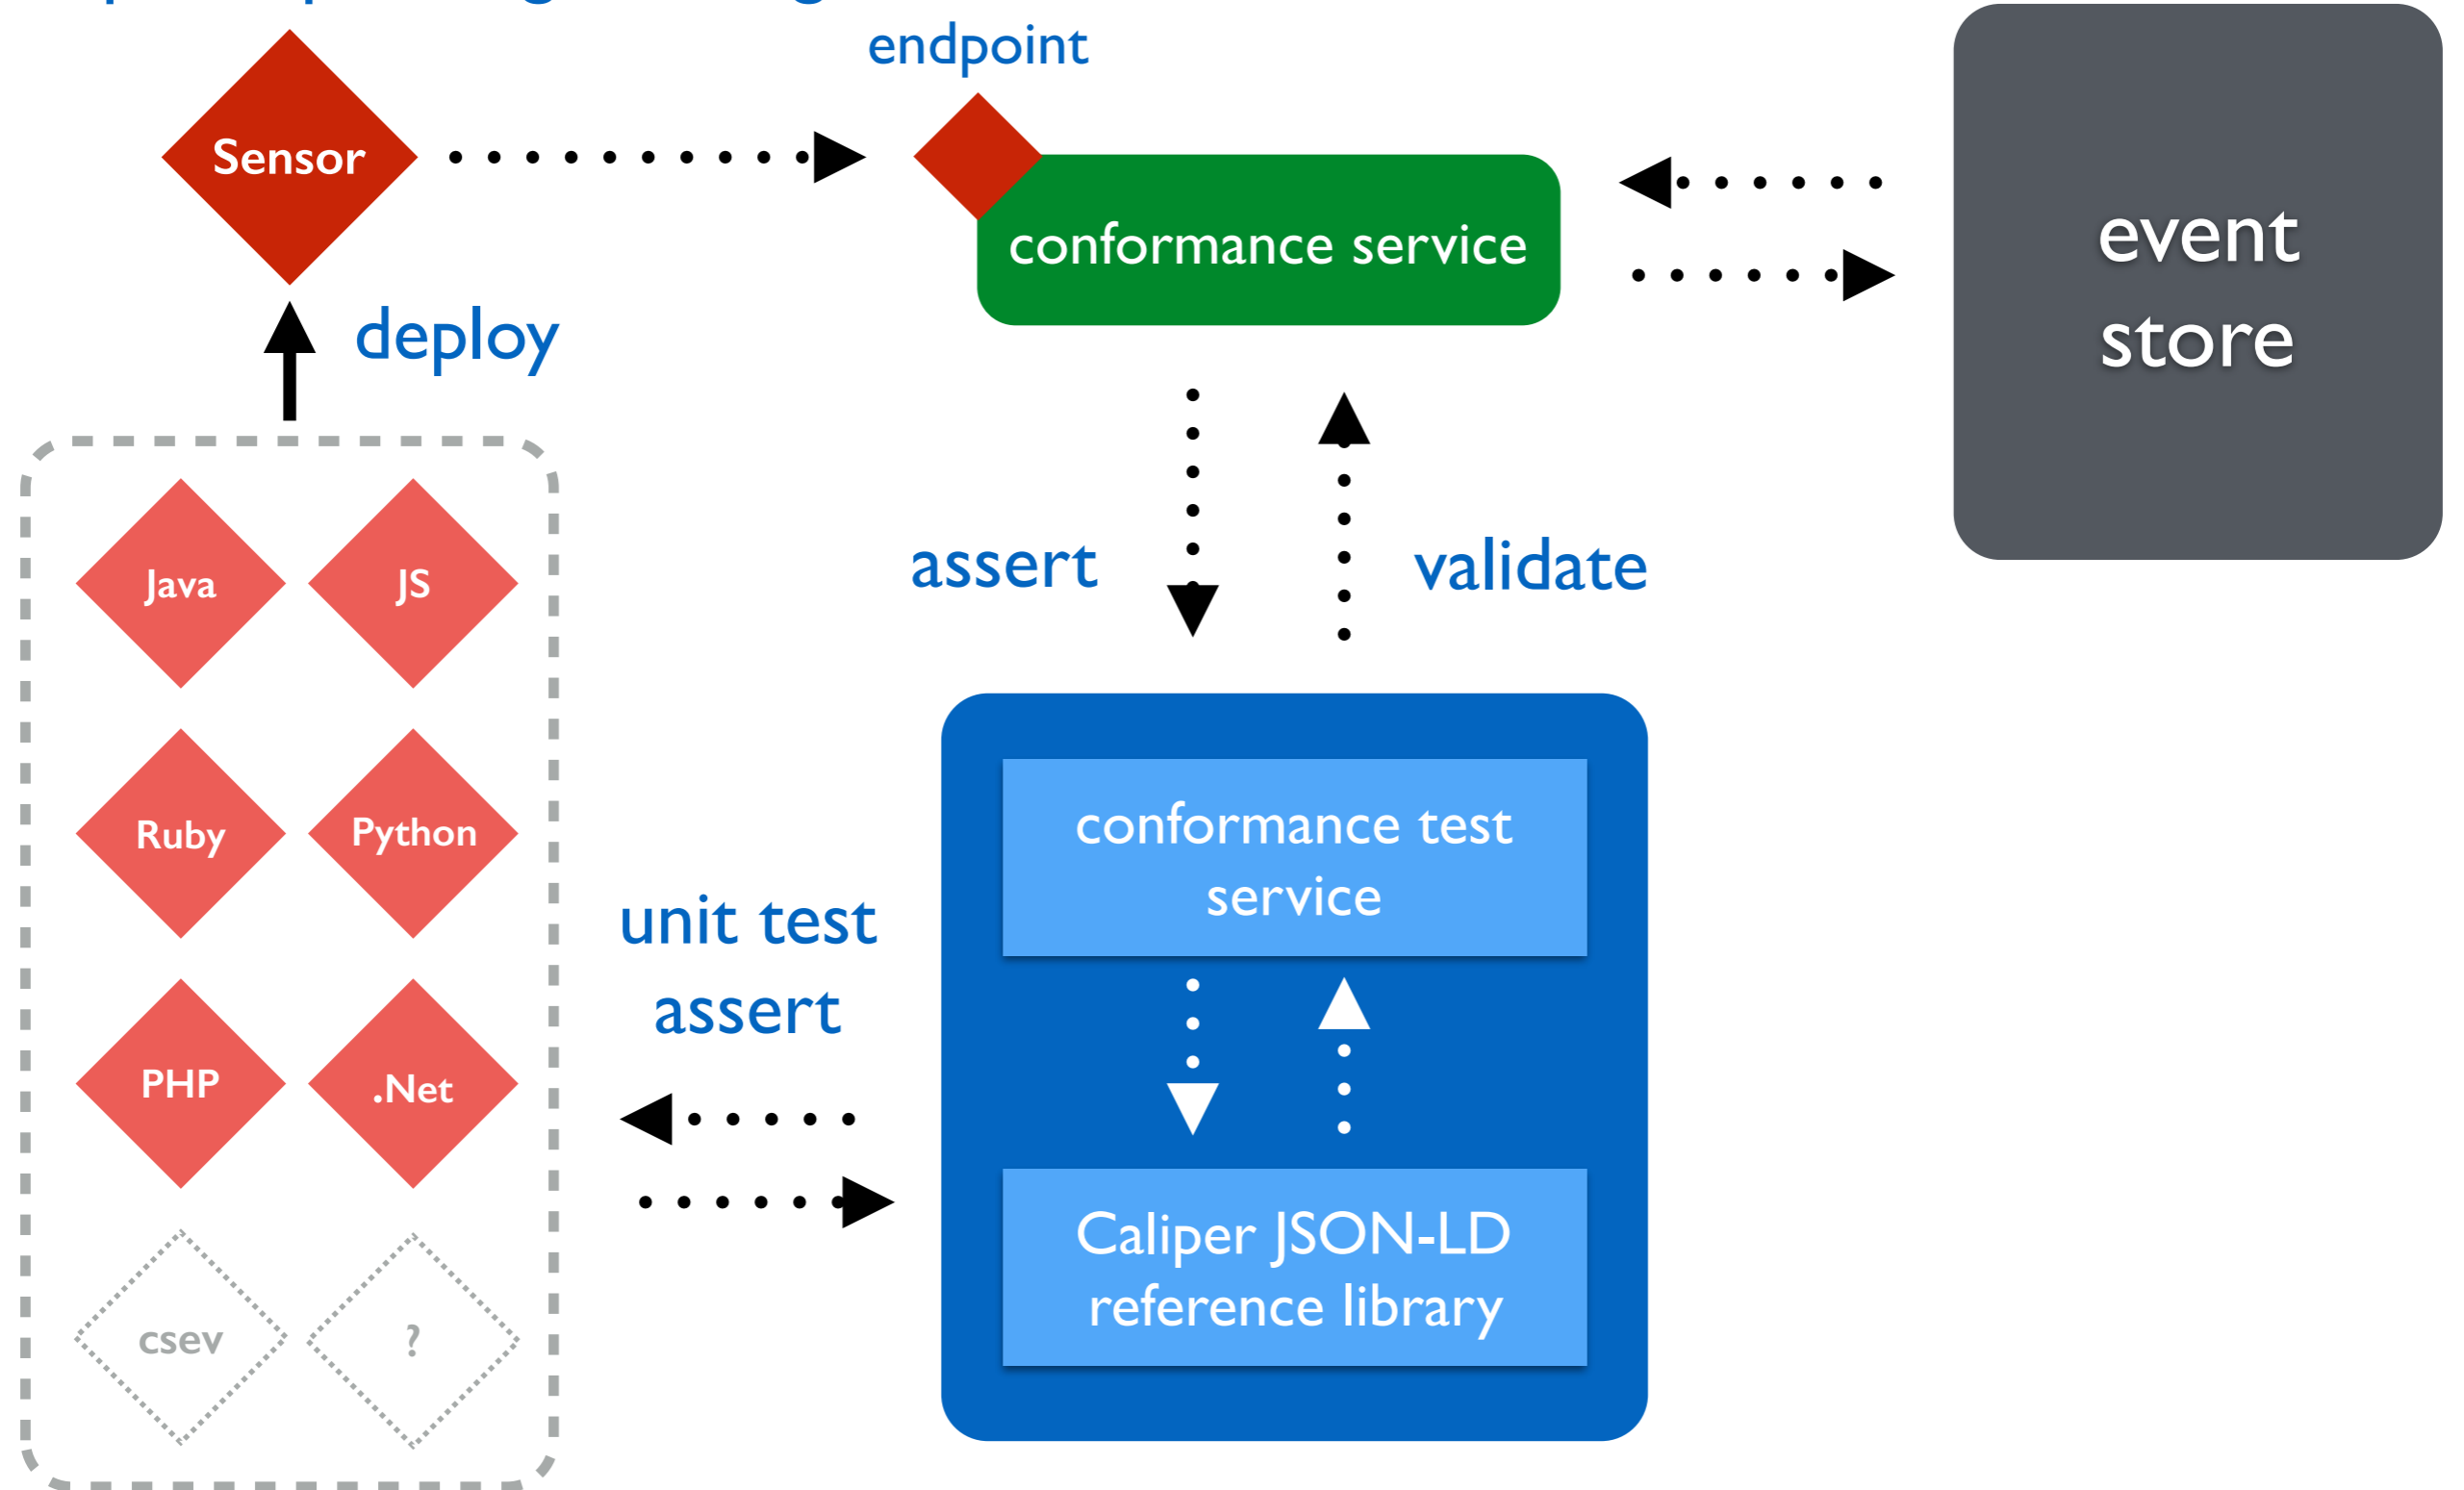 endpoint
Sensor
conformance service
event
store
deploy
assert
validate
Java
JS
Ruby
Python
conformance test
service
unit test
assert
PHP
.Net
Caliper JSON-LD
reference library
csev
?